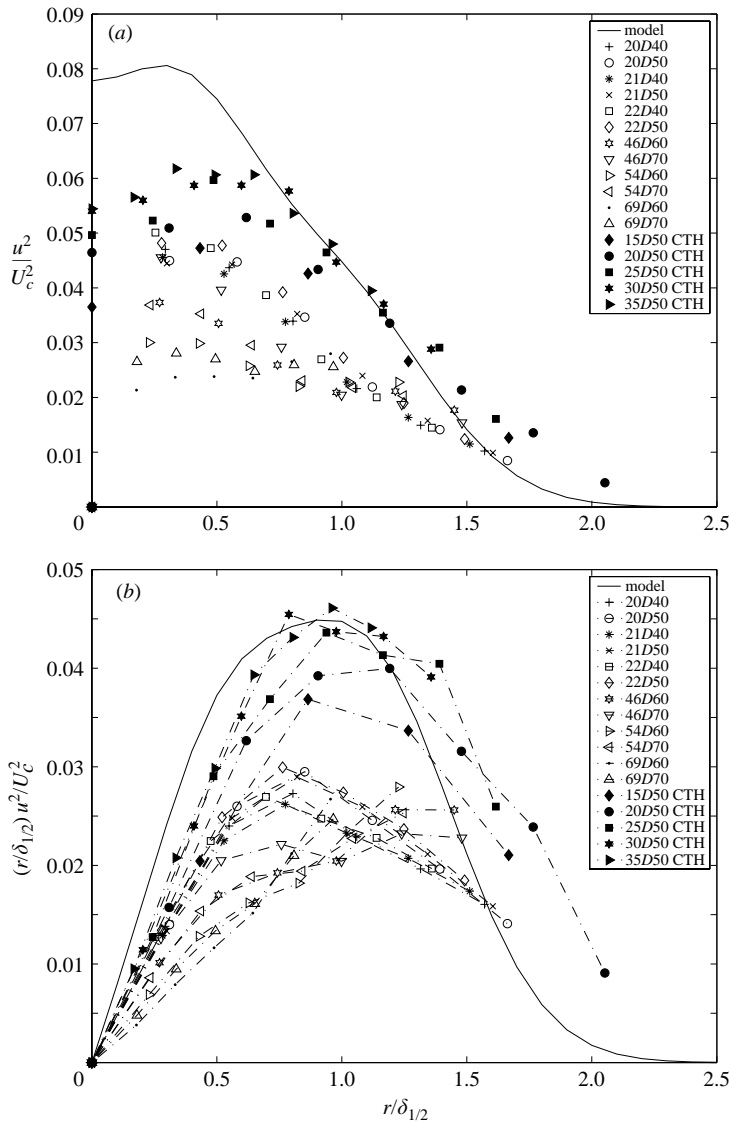 0.09
(a)
0.08
0.07
0.06
0.05
u²/U_c²
0.04
0.03
0.02
0.01
0
0.5
1.0
1.5
2.0
2.5
model
20D40
20D50
21D40
21D50
22D40
22D50
46D60
46D70
54D60
54D70
69D60
69D70
15D50 CTH
20D50 CTH
25D50 CTH
30D50 CTH
35D50 CTH
0.05
(b)
0.04
0.03
(r/δ1/2) u²/U_c̃²
0.02
0.01
0
0.5
1.0
1.5
2.0
2.5
r/δ1/2
model
20D40
20D50
21D40
21D50
22D40
22D50
46D60
46D70
54D60
54D70
69D60
69D70
15D50 CTH
20D50 CTH
25D50 CTH
30D50 CTH
35D50 CTH